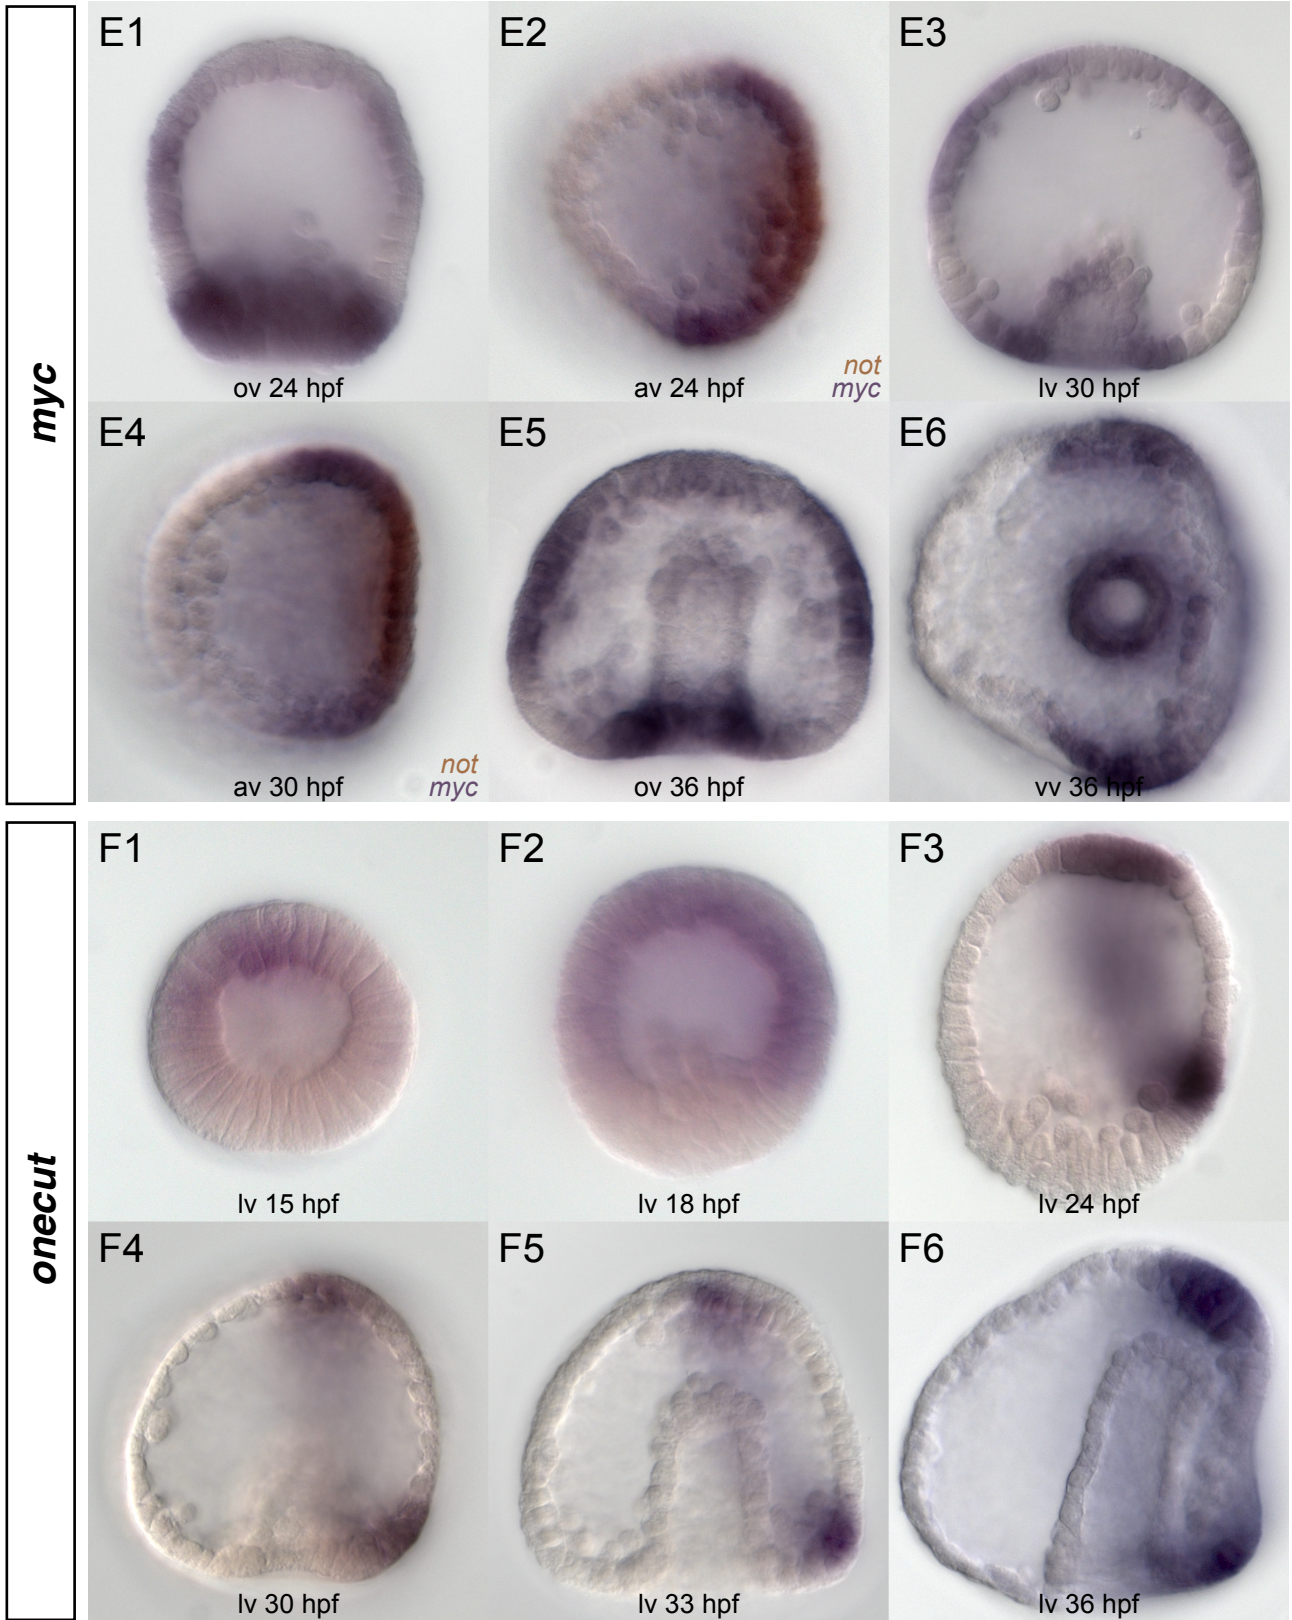 myc
E1
ov 24 hpf
E2
not
myc
av 24 hpf
E3
lv 30 hpf
E4
not
myc
av 30 hpf
E5
ov 36 hpf
E6
vv 36 hpf
onecut
F1
lv 15 hpf
F2
lv 18 hpf
F3
lv 24 hpf
F4
lv 30 hpf
F5
lv 33 hpf
F6
lv 36 hpf